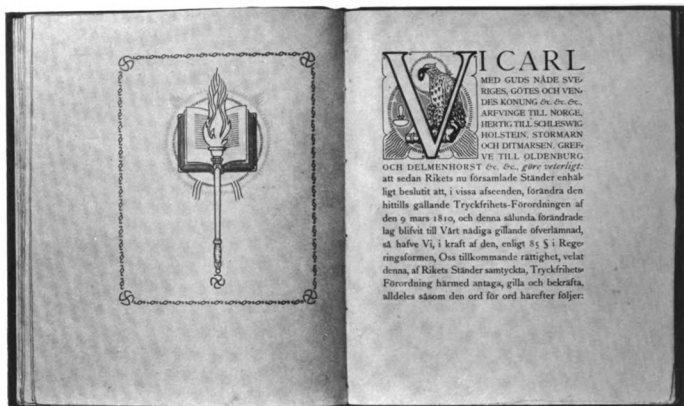 VI CARL
MED GUDS NÅDE SVE-
RIGES, GÖTES OCH VEN-
DES KONUNG &c. &c. &c.,
ARFVINGE TILL NORGE,
HERTIG TILL SCHLESWIG
HOLSTEIN, STORMARN
OCH DITMARSEN, GREF-
VE TILL OLDENBURG
OCH DELMENHORST &c. &c., göre veterligt:
att sedan Rikets nu församlade Ständer enhäl
ligt beslutit att, i vissa afseenden, förändra den
hittills gällande Tryckfrihets-Förordningen af
den 9 mars 1810, och denna sålunda förändrade
lag blifvit till Vårt nådiga gillande öfverlämnad,
så hafve Vi, i kraft af den, enligt 85 § i Rege-
ringsformen, Oss tillkommande rättighet, velat
denna, af Rikets Ständer samtyckta, Tryckfrihets-
Förordning härmed antaga, gilla och bekräfta,
alldeles såsom den ord för ord härefter följer: